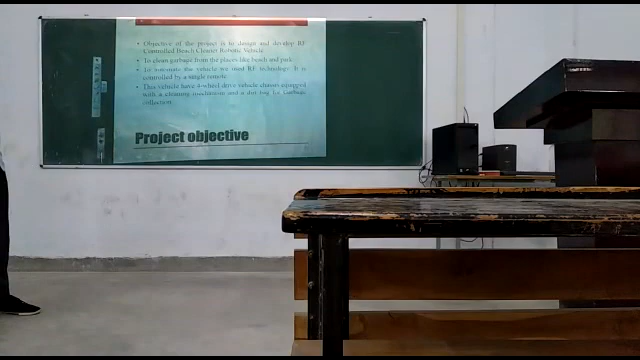 • Objective of the project is to design and develop RF
Controlled Beach Cleaner Robotic Vehicle
• To clean garbage from the places like beach and park
• To automate the vehicle we used RF technology. It is
controlled by a single remote
• This vehicle have 4-wheel drive vehicle chassis equipped
with a cleaning mechanism and a dust bag for Garbage
collection
Project objective